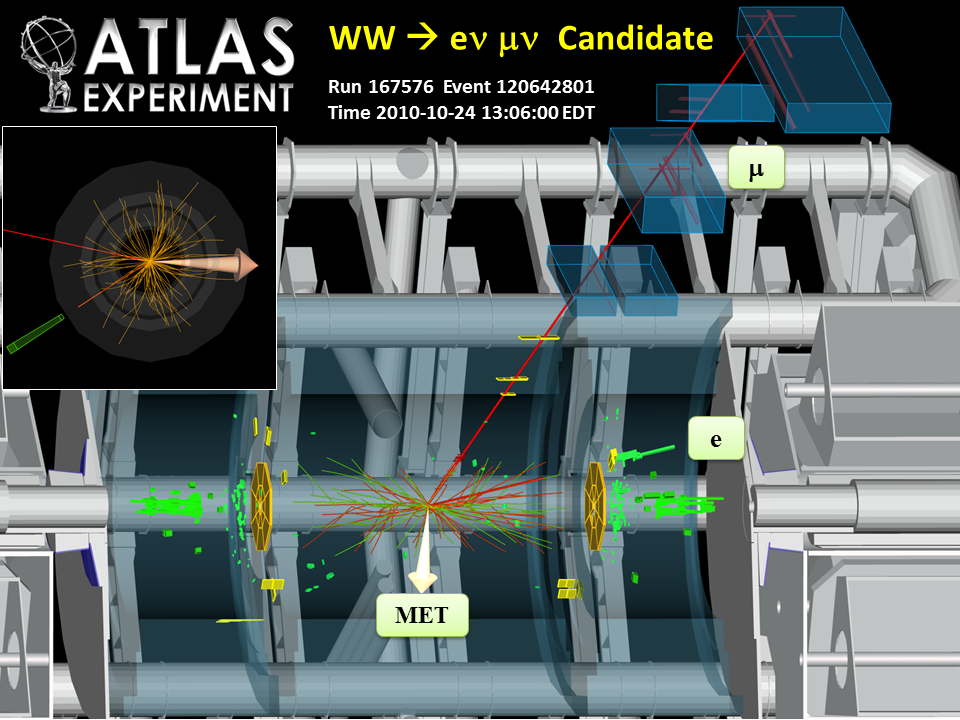 ATLAS
EXPERIMENT
WW → eν μν Candidate
Run 167576 Event 120642801
Time 2010-10-24 13:06:00 EDT
μ
e
MET